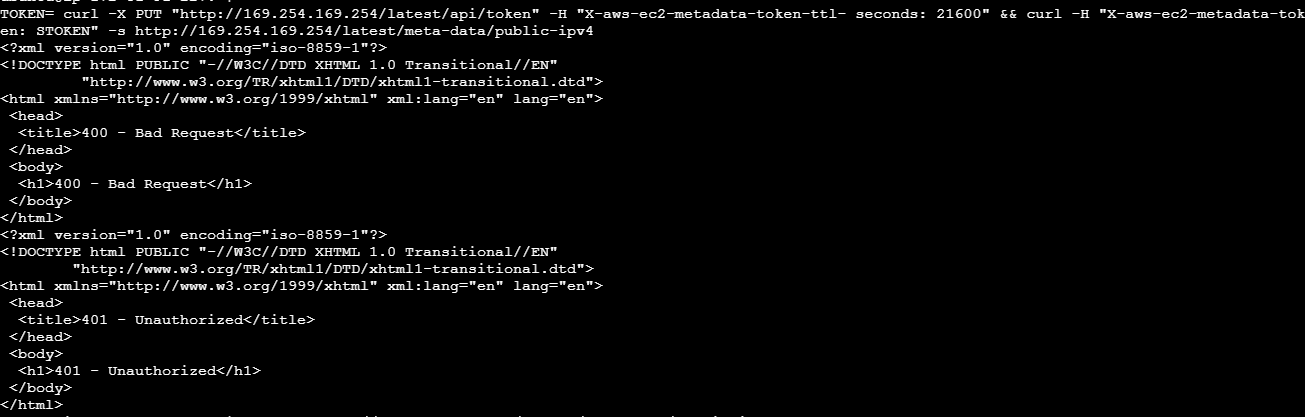 TOKEN= curl -X PUT "http://169.254.169.254/latest/api/token" -H "X-aws-ec2-metadata-token-ttl- seconds: 21600" && curl -H "X-aws-ec2-metadata-tok
en: STOKEN" -s http://169.254.169.254/latest/meta-data/public-ipv4
<?xml version="1.0" encoding="iso-8859-1"?>
<!DOCTYPE html PUBLIC "-//W3C//DTD XHTML 1.0 Transitional//EN"
         "http://www.w3.org/TR/xhtml1/DTD/xhtml1-transitional.dtd">
<html xmlns="http://www.w3.org/1999/xhtml" xml:lang="en" lang="en">
 <head>
  <title>400 - Bad Request</title>
 </head>
 <body>
  <h1>400 - Bad Request</h1>
 </body>
</html>
<?xml version="1.0" encoding="iso-8859-1"?>
<!DOCTYPE html PUBLIC "-//W3C//DTD XHTML 1.0 Transitional//EN"
        "http://www.w3.org/TR/xhtml1/DTD/xhtml1-transitional.dtd">
<html xmlns="http://www.w3.org/1999/xhtml" xml:lang="en" lang="en">
 <head>
  <title>401 - Unauthorized</title>
 </head>
 <body>
  <h1>401 - Unauthorized</h1>
 </body>
</html>